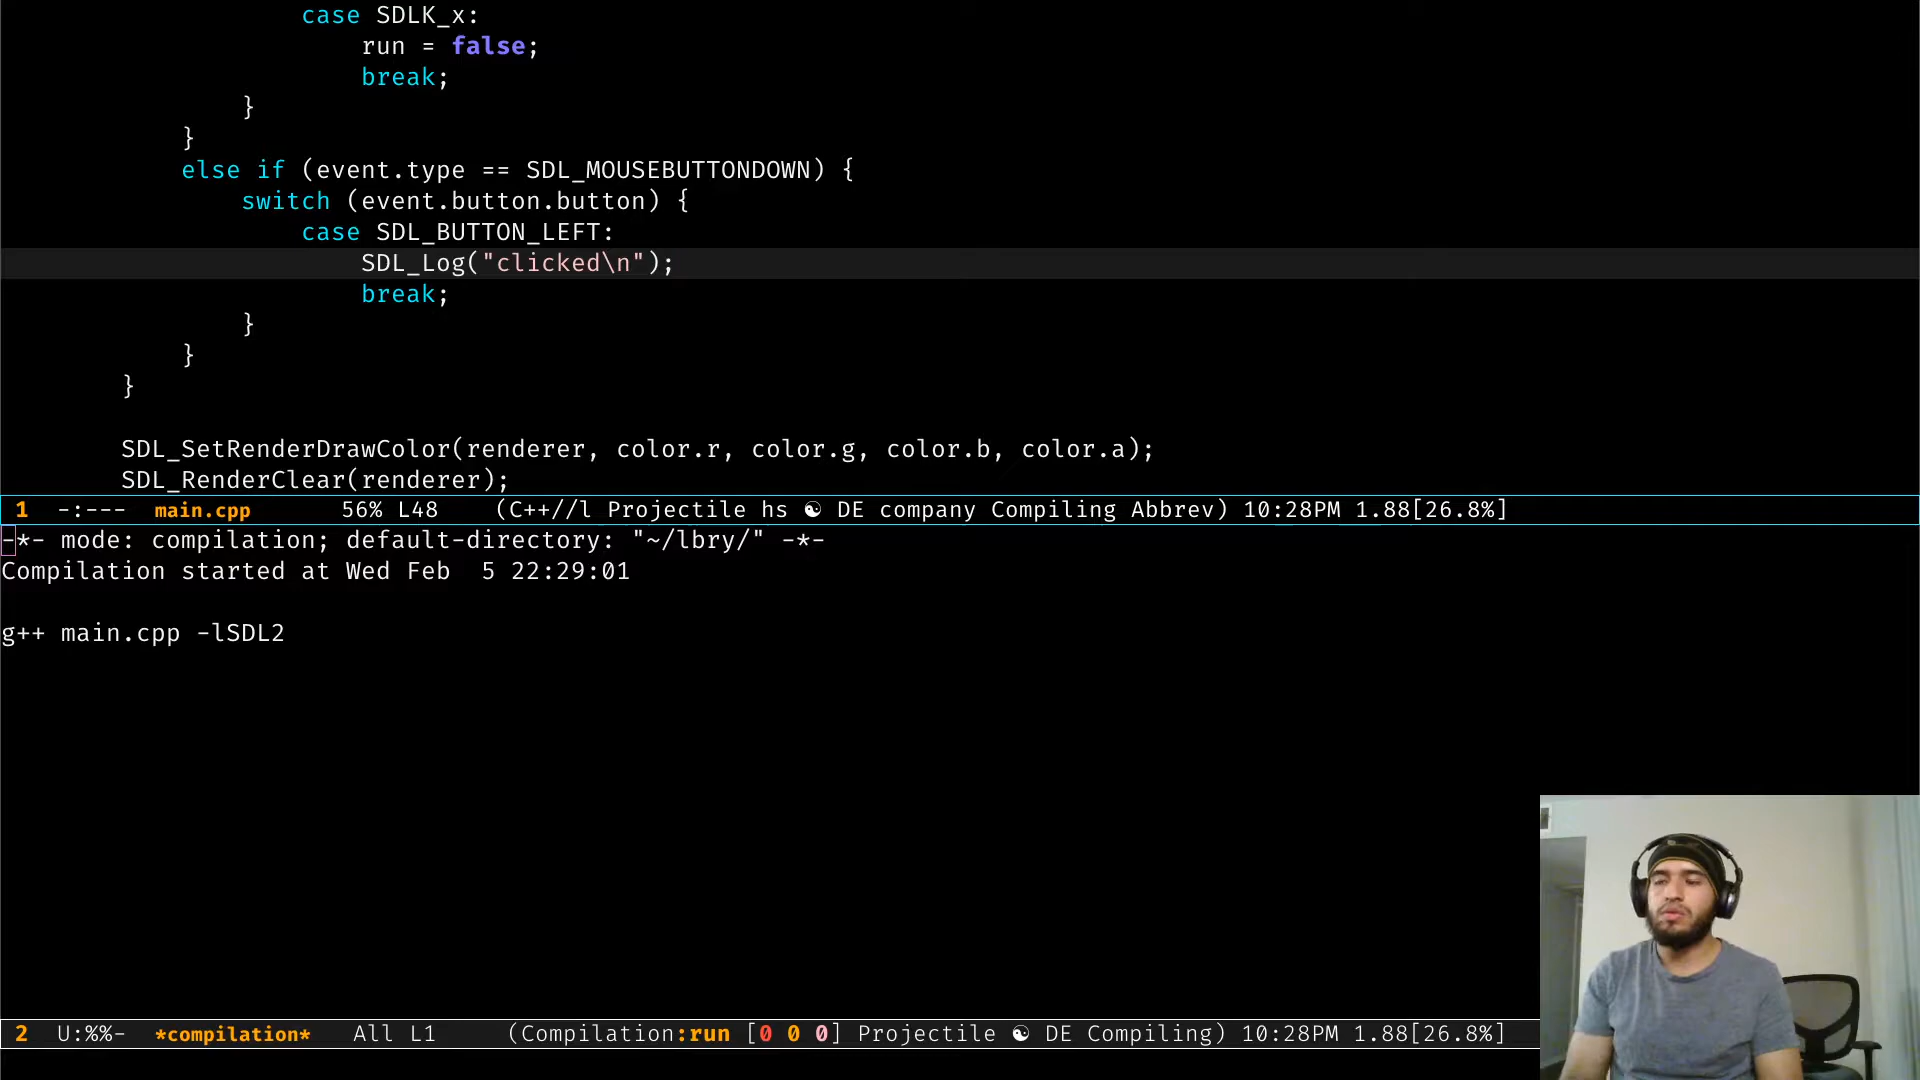 case SDLK_x:
run = false;
break;
}
}
else if (event.type == SDL_MOUSEBUTTONDOWN) {
switch (event.button.button) {
case SDL_BUTTON_LEFT:
SDL_Log("clicked\n");
break;
}
}
}
SDL_SetRenderDrawColor(renderer, color.r, color.g, color.b, color.a);
SDL_RenderClear(renderer);
1 -:--- main.cpp 56% L48 (C++//l Projectile hs ☯ DE company Compiling Abbrev) 10:28PM 1.88[26.8%]
-*- mode: compilation; default-directory: "~/lbry/" -*-
Compilation started at Wed Feb  5 22:29:01
g++ main.cpp -lSDL2
2 U:%%- *compilation* All L1 (Compilation:run [0 0 0] Projectile ☯ DE Compiling) 10:28PM 1.88[26.8%]